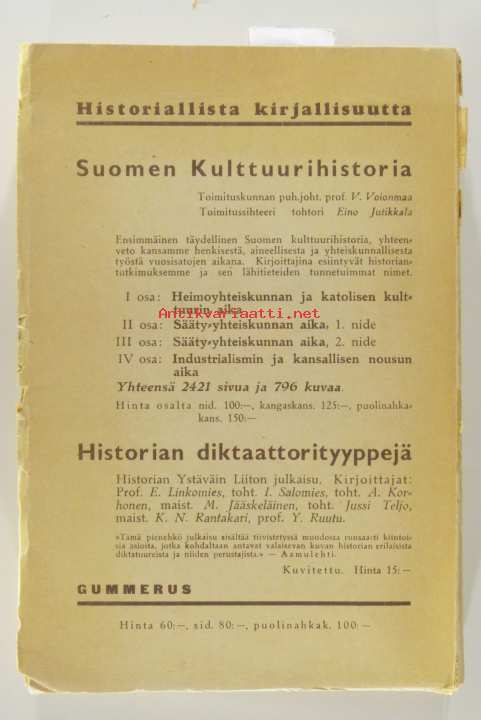 Historiallista kirjallisuutta
Suomen Kulttuurihistoria
Toimituskunnan puh.joht. prof. V. Voionmaa
Toimitussihteeri tohtori Eino Jutikkala
Ensimmäinen täydellinen Suomen kulttuurihistoria, yhteen-
veto kansamme henkisestä, aineellisesta ja yhteiskunnallisesta
työstä vuosisatojen aikana. Kirjoittajina esiintyvät historian-
tutkimuksemme ja sen lähitieteiden tunnetuimmat nimet.
I osa: Heimoyhteiskunnan ja katolisen kult-
tuurin aika
Antikvariaatti.net
II osa: Sääty-yhteiskunnan aika, 1. nide
III osa: Sääty-yhteiskunnan aika, 2. nide
IV osa: Industrialismin ja kansallisen nousun
aika
Yhteensä 2421 sivua ja 796 kuvaa.
Hinta osalta nid. 100:—, kangaskans. 125:—, puolinahka-
kans. 150:—
Historian diktaattorityyppejä
Historian Ystäväin Liiton julkaisu. Kirjoittajat:
Prof. E. Linkomies, toht. I. Salomies, toht. A. Kor-
honen, maist. M. Jääskeläinen, toht. Jussi Teljo,
maist. K. N. Rantakari, prof. Y. Ruutu.
»Tämä pienehkö julkaisu sisältää tiivistetyssä muodossa runsaasti kiintoi-
sia asioita, jotka kohdaltaan antavat valaisevan kuvan historian erilaisista
diktatuureista ja niiden perustajista.» — Aamulehti.
Kuvitettu. Hinta 15:—
GUMMERUS
Hinta 60:—, sid. 80:—, puolinahkak. 100:—